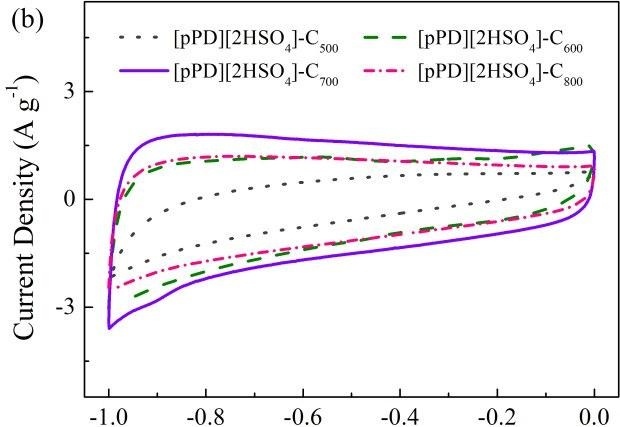 (b)
[pPD][2HSO₄]-C₅₀₀ [pPD][2HSO₄]-C₆₀₀
[pPD][2HSO₄]-C₇₀₀ [pPD][2HSO₄]-C₈₀₀
Current Density (A g⁻¹)
3
0
-3
-1.0 -0.8 -0.6 -0.4 -0.2 0.0